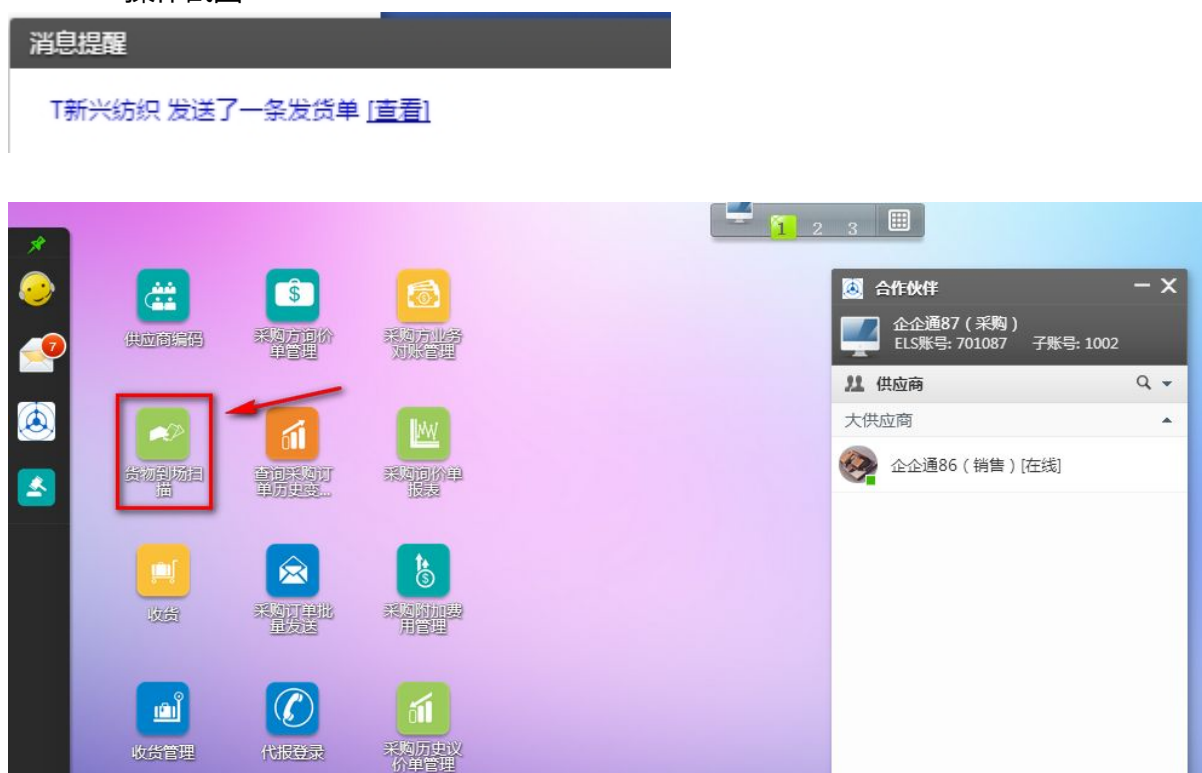 消息提醒
T新兴纺织 发送了一条发货单 [查看]
1 2 3
7
供应商编码
采购方询价
单管理
采购方业务
对账管理
货物到场扫
描
查询采购订
单历史变...
采购询价单
报表
收货
采购订单批
量发送
采购附加费
用管理
收货管理
代报登录
采购历史议
价单管理
合作伙伴
企企通87（采购）
ELS账号: 701087 子账号: 1002
供应商
大供应商
企企通86（销售）[在线]